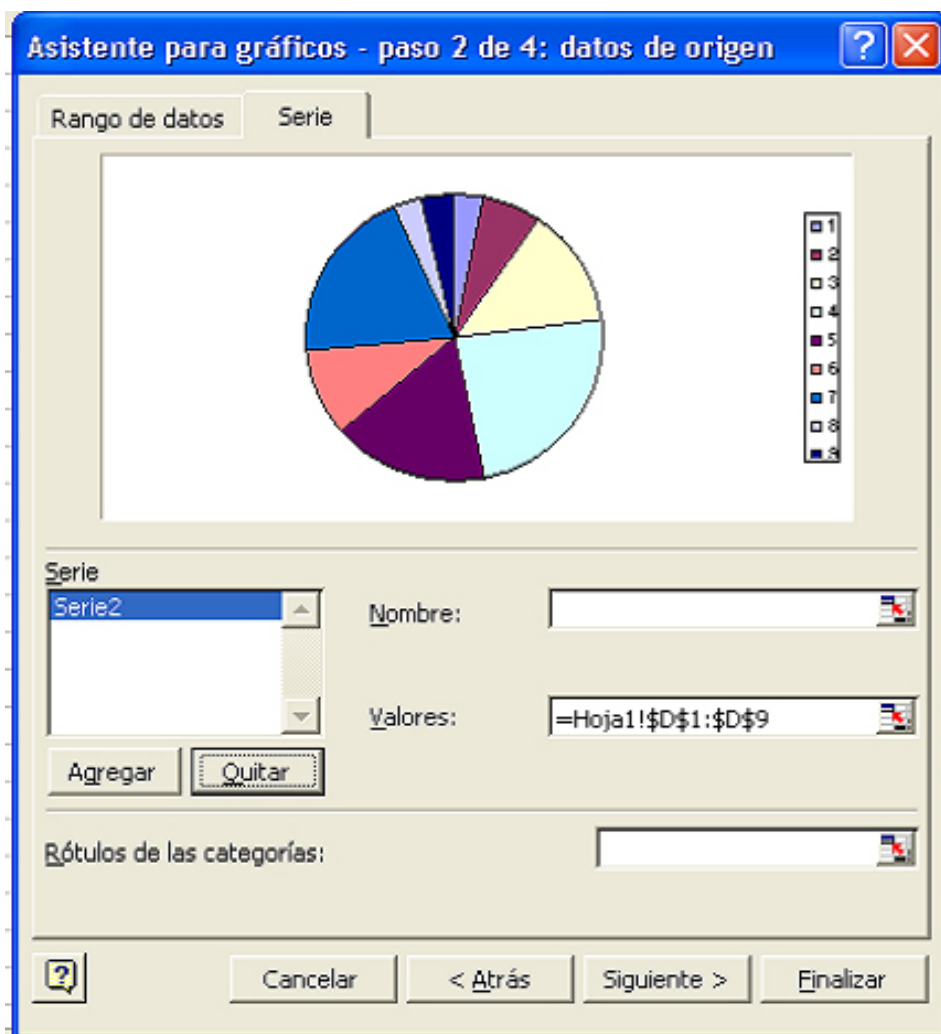 Asistente para gráficos - paso 2 de 4: datos de origen
Rango de datos Serie
1
2
3
4
5
6
7
8
9
Serie
Serie2
Nombre:
Valores: =Hoja1!$D$1:$D$9
Agregar Quitar
Rótulos de las categorías:
Cancelar < Atrás Siguiente > Finalizar